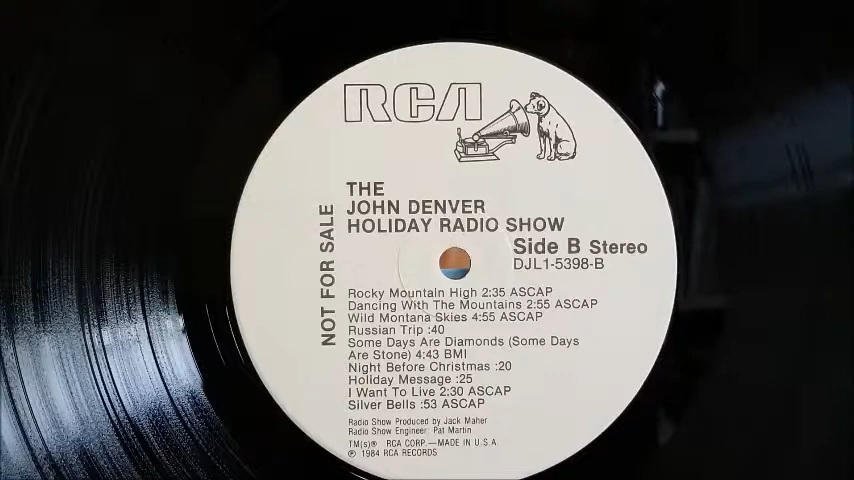 RCA
THE
JOHN DENVER
HOLIDAY RADIO SHOW
NOT FOR SALE
Side B Stereo
DJL1-5398-B
Rocky Mountain High 2:35 ASCAP
Dancing With The Mountains 2:55 ASCAP
Wild Montana Skies 4:55 ASCAP
Russian Trip :40
Some Days Are Diamonds (Some Days
Are Stone) 4:43 BMI
Night Before Christmas :20
Holiday Message :25
I Want To Live 2:30 ASCAP
Silver Bells :53 ASCAP
Radio Show Produced by Jack Maher
Radio Show Engineer: Pat Martin
TM(s)® RCA CORP.—MADE IN U.S.A.
℗ 1984 RCA RECORDS